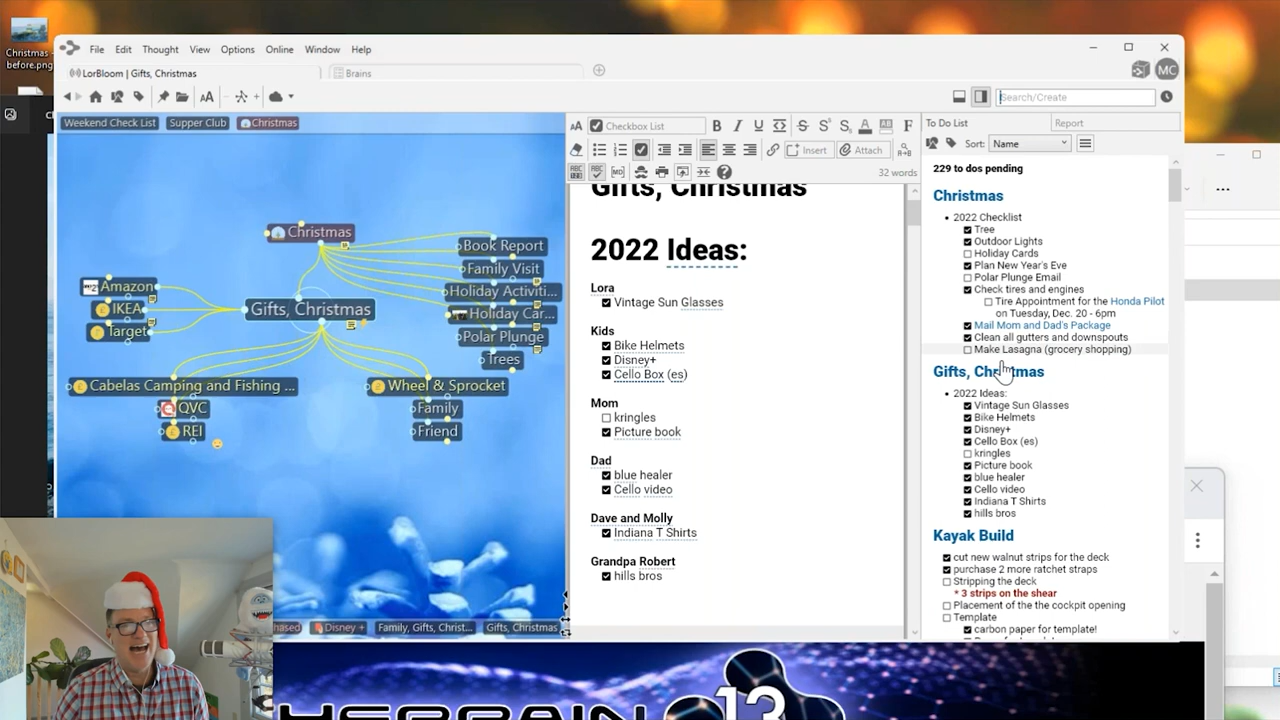 Christmas -
before.png
File Edit Thought View Options Online Window Help
LorBloom | Gifts, Christmas
Brains
MC
Search/Create
Weekend Check List
Supper Club
Christmas
Christmas
Book Report
Family Visit
Holiday Activiti...
Holiday Car...
Polar Plunge
Trees
Amazon
IKEA
Target
Gifts, Christmas
Cabelas Camping and Fishing ...
QVC
REI
Wheel & Sprocket
Family
Friend
Disney +
Family, Gifts, Christ...
Gifts, Christmas
Checkbox List
Insert
Attach
32 words
Gifts, Christmas
2022 Ideas:
Lora
Vintage Sun Glasses
Kids
Bike Helmets
Disney+
Cello Box (es)
Mom
kringles
Picture book
Dad
blue healer
Cello video
Dave and Molly
Indiana T Shirts
Grandpa Robert
hills bros
To Do List
Report
Sort: Name
229 to dos pending
Christmas
2022 Checklist
Tree
Outdoor Lights
Holiday Cards
Plan New Year's Eve
Polar Plunge Email
Check tires and engines
Tire Appointment for the Honda Pilot
on Tuesday, Dec. 20 - 6pm
Mail Mom and Dad's Package
Clean all gutters and downspouts
Make Lasagna (grocery shopping)
Gifts, Christmas
2022 Ideas:
Vintage Sun Glasses
Bike Helmets
Disney+
Cello Box (es)
kringles
Picture book
blue healer
Cello video
Indiana T Shirts
hills bros
Kayak Build
cut new walnut strips for the deck
purchase 2 more ratchet straps
Stripping the deck
* 3 strips on the shear
Placement of the the cockpit opening
Template
carbon paper for template!
13